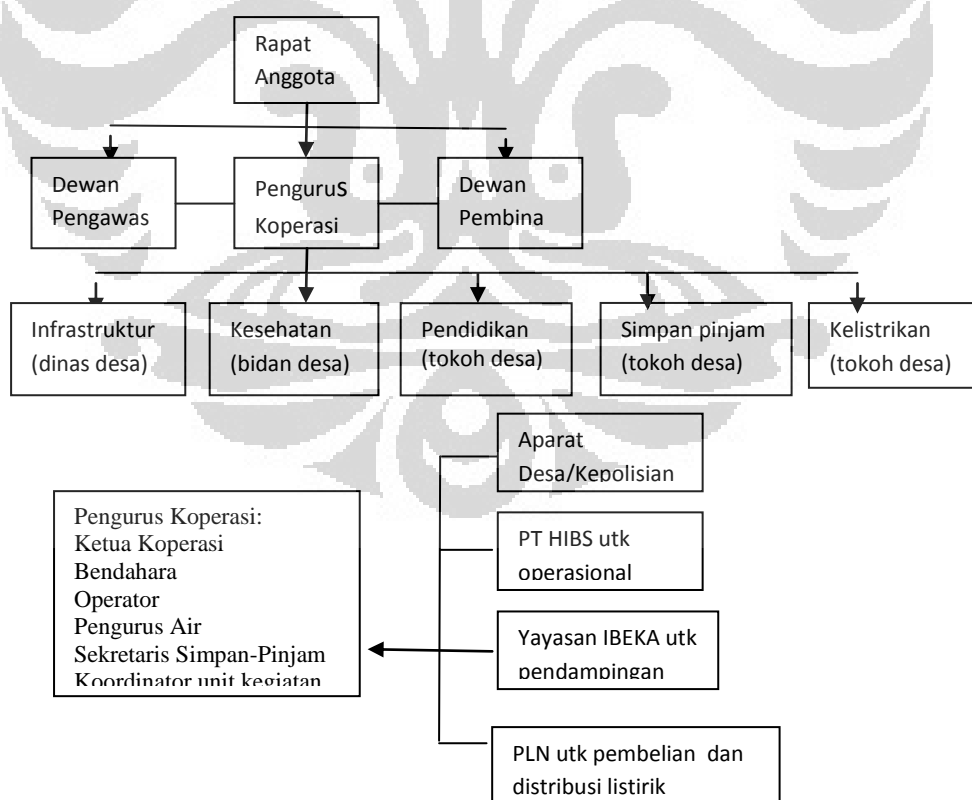 Rapat
Anggota
Dewan
Pengawas
PenguruS
Koperasi
Dewan
Pembina
Infrastruktur
(dinas desa)
Kesehatan
(bidan desa)
Pendidikan
(tokoh desa)
Simpan pinjam
(tokoh desa)
Kelistrikan
(tokoh desa)
Aparat
Desa/Kepolisian
Pengurus Koperasi:
Ketua Koperasi
Bendahara
Operator
Pengurus Air
Sekretaris Simpan-Pinjam
Koordinator unit kegiatan
PT HIBS utk
operasional
Yayasan IBEKA utk
pendampingan
PLN utk pembelian dan
distribusi listirik